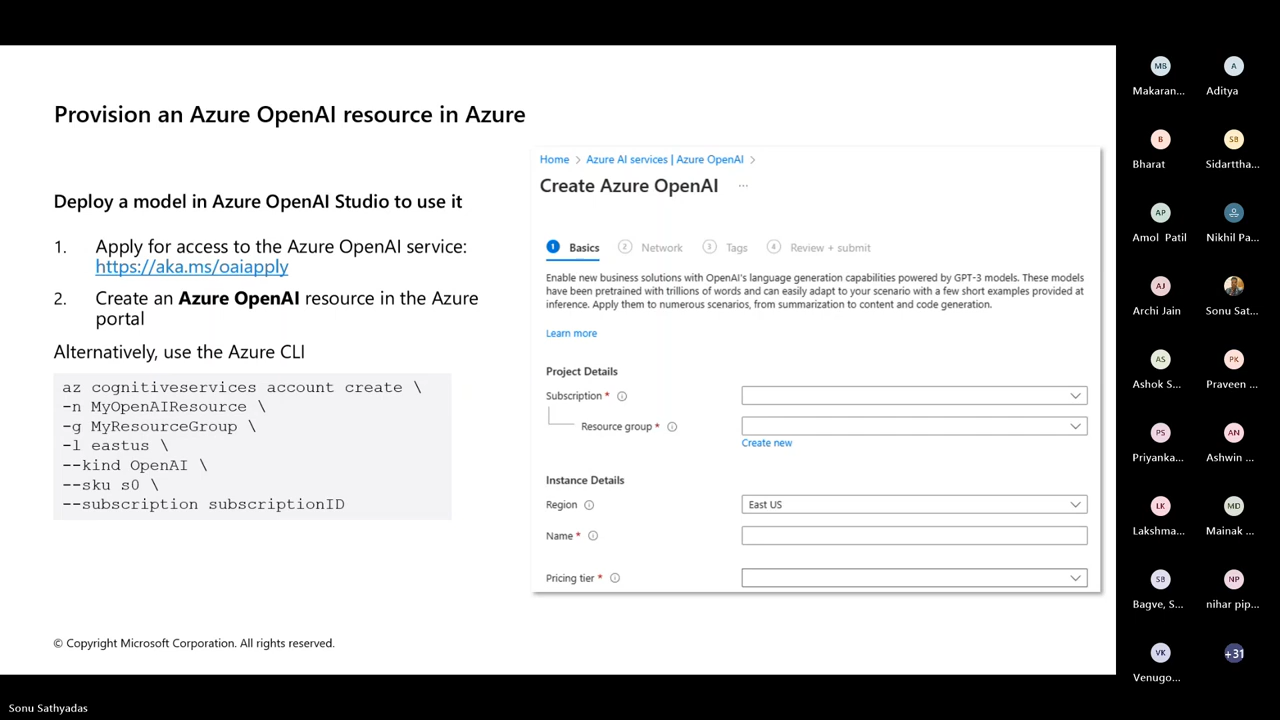 Provision an Azure OpenAI resource in Azure
Deploy a model in Azure OpenAI Studio to use it
1. Apply for access to the Azure OpenAI service:
https://aka.ms/oaiapply
2. Create an Azure OpenAI resource in the Azure
portal
Alternatively, use the Azure CLI
az cognitiveservices account create \
-n MyOpenAIResource \
-g MyResourceGroup \
-l eastus \
--kind OpenAI \
--sku s0 \
--subscription subscriptionID
© Copyright Microsoft Corporation. All rights reserved.
Home > Azure AI services | Azure OpenAI >
Create Azure OpenAI ...
1 Basics 2 Network 3 Tags 4 Review + submit
Enable new business solutions with OpenAI's language generation capabilities powered by GPT-3 models. These models
have been pretrained with trillions of words and can easily adapt to your scenario with a few short examples provided at
inference. Apply them to numerous scenarios, from summarization to content and code generation.
Learn more
Project Details
Subscription *
Resource group *
Create new
Instance Details
Region East US
Name *
Pricing tier *
MB A
Makaran... Aditya
B SB
Bharat Sidarttha...
AP
Amol Patil Nikhil Pa...
AJ
Archi Jain Sonu Sat...
AS PK
Ashok S... Praveen ...
PS AN
Priyanka... Ashwin ...
LK MD
Lakshma... Mainak ...
SB NP
Bagve, S... nihar pip...
VK +31
Venugo...
Sonu Sathyadas